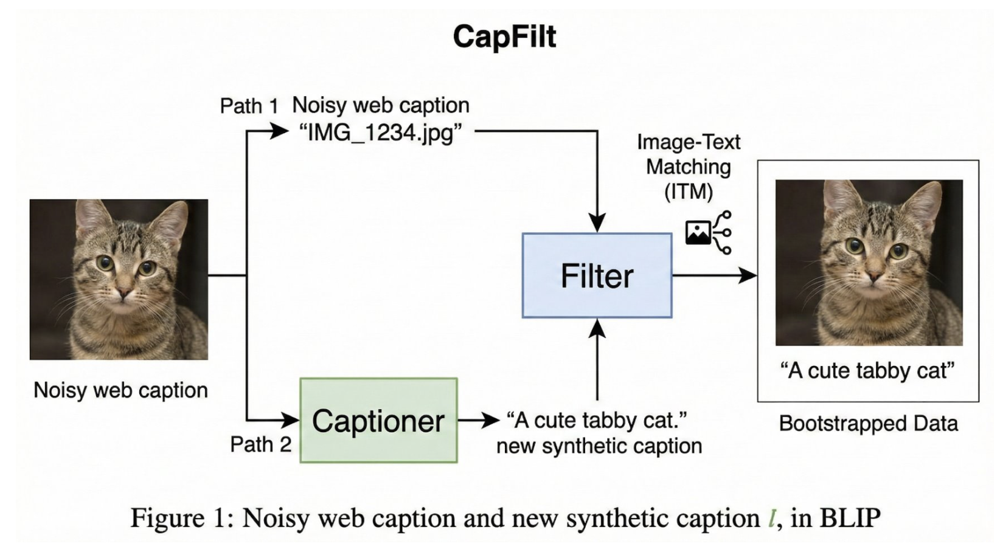 CapFilt
Path 1
Noisy web caption
“IMG_1234.jpg”
Image-Text
Matching
(ITM)
Filter
Noisy web caption
Captioner
Path 2
“A cute tabby cat.”
new synthetic caption
“A cute tabby cat”
Bootstrapped Data
Figure 1: Noisy web caption and new synthetic caption l, in BLIP